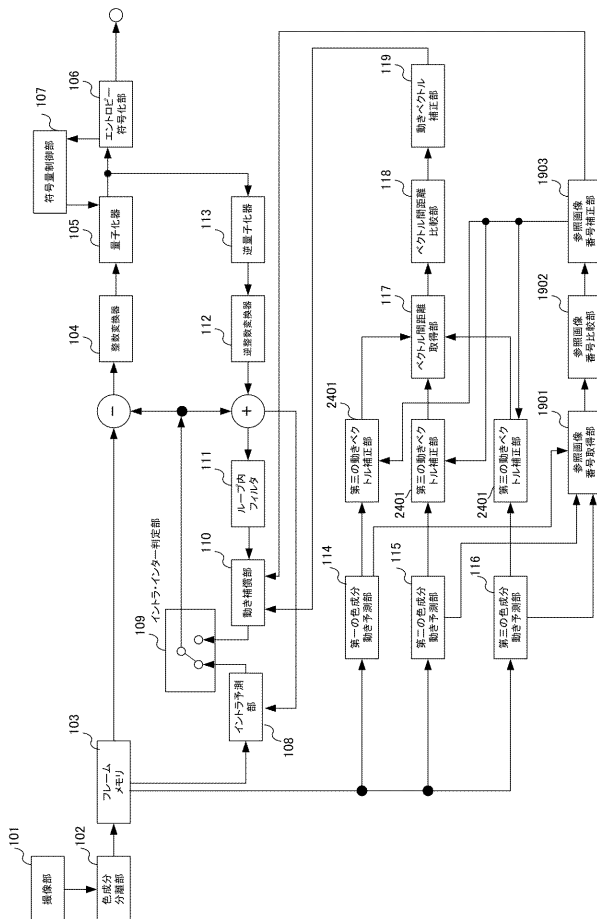 101
撮像部
102
色成分
分離部
103
フレーム
メモリ
104
整数変換器
105
量子化器
106
エントロピー
符号化部
107
符号量制御部
108
イントラ予測
部
109
イントラ・インター判定部
110
動き補償部
111
ループ内
フィルタ
112
逆整数変換器
113
逆量子化器
−
+
114
第一の色成分
動き予測部
115
第二の色成分
動き予測部
116
第三の色成分
動き予測部
2401
第三の動きベク
トル補正部
2401
第三の動きベク
トル補正部
2401
第三の動きベク
トル補正部
117
ベクトル間距離
取得部
118
ベクトル間距離
比較部
119
動きベクトル
補正部
1901
参照画像
番号取得部
1902
参照画像
番号比較部
1903
参照画像
番号補正部